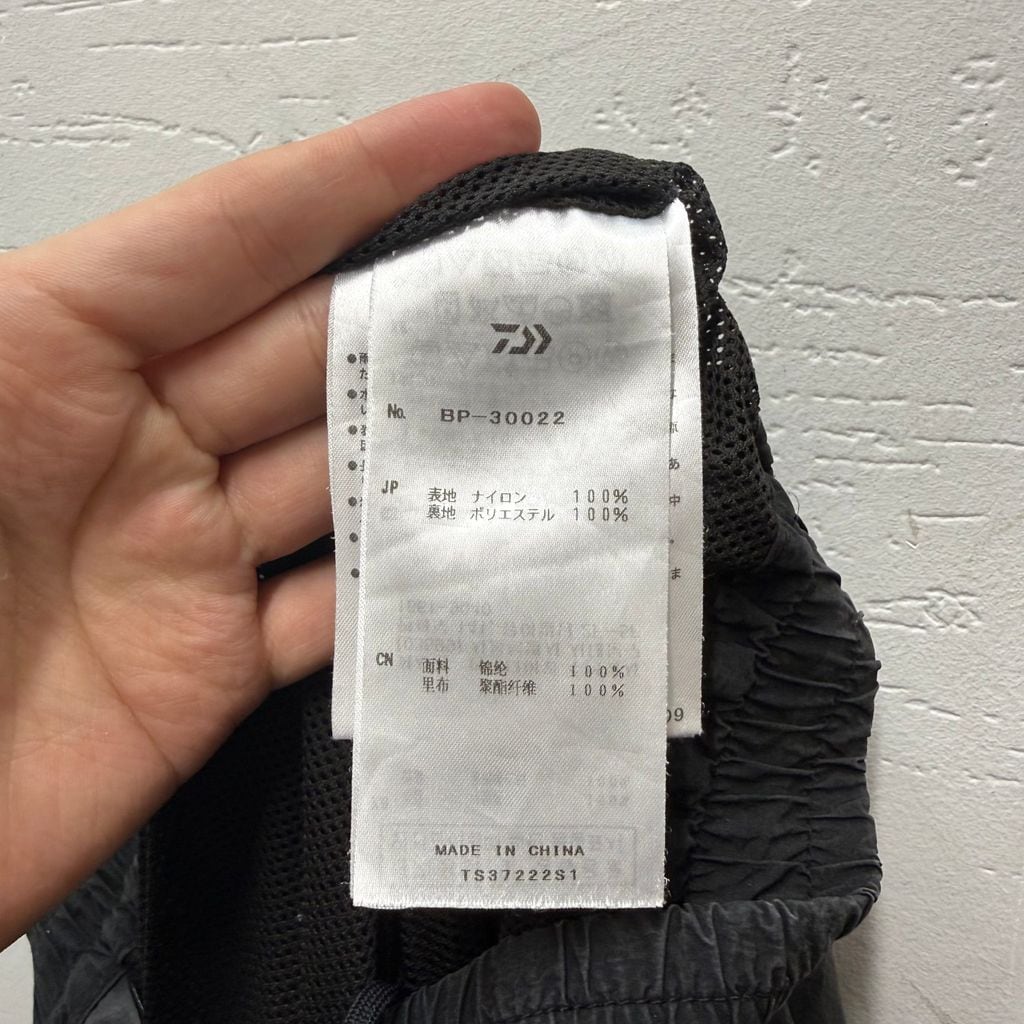 No. BP-30022
JP 表地 ナイロン 100%
裏地 ポリエステル 100%
CN 面料 锦纶 100%
里布 聚酯纤维 100%
09
MADE IN CHINA
TS37222S1